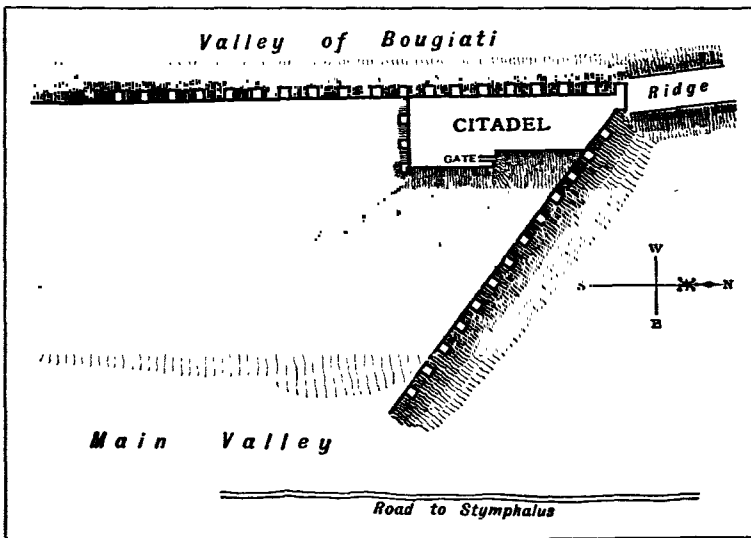 Valley of Bougiati
Ridge
CITADEL
GATE
W
S N
E
Main Valley
Road to Stymphalus